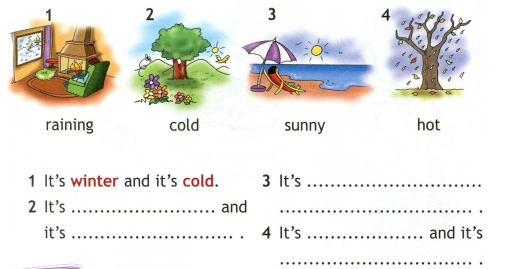 1
2
3
4
raining
cold
sunny
hot
1 It's winter and it's cold.
2 It's .............................. and
it's .................................. .
3 It's ....................................
......................................... .
4 It's ........................ and it's
......................................... .